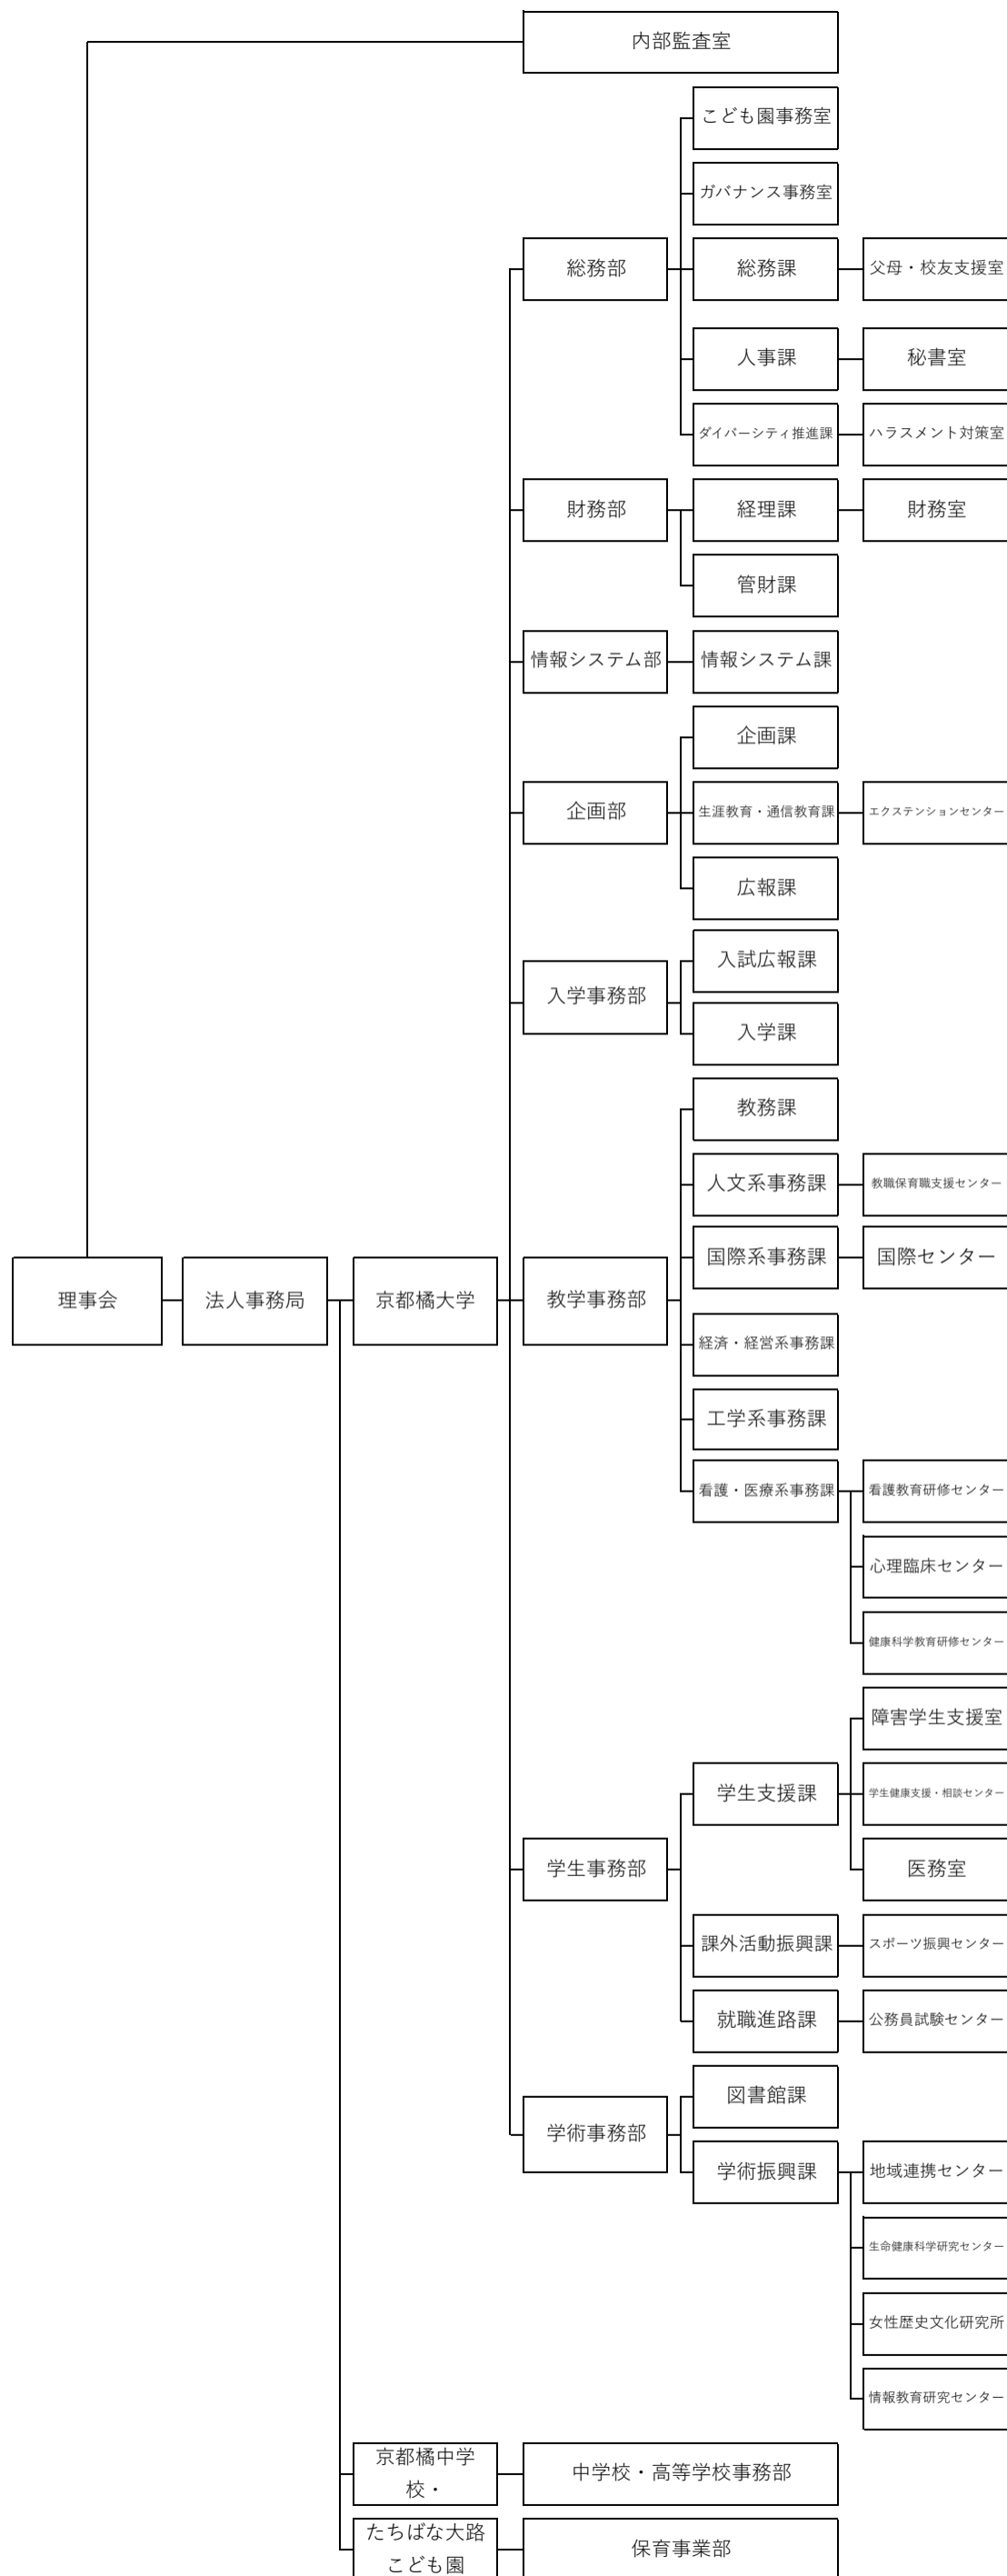 内部監査室
こども園事務室
ガバナンス事務室
総務部
総務課
父母・校友支援室
人事課
秘書室
ダイバーシティ推進課
ハラスメント対策室
財務部
経理課
財務室
管財課
情報システム部
情報システム課
企画課
企画部
生涯教育・通信教育課
エクステンションセンター
広報課
入試広報課
入学事務部
入学課
教務課
人文系事務課
教職保育職支援センター
国際系事務課
国際センター
理事会
法人事務局
京都橘大学
教学事務部
経済・経営系事務課
工学系事務課
看護・医療系事務課
看護教育研修センター
心理臨床センター
健康科学教育研修センター
障害学生支援室
学生支援課
学生健康支援・相談センター
学生事務部
医務室
課外活動振興課
スポーツ振興センター
就職進路課
公務員試験センター
図書館課
学術事務部
学術振興課
地域連携センター
生命健康科学研究センター
女性歴史文化研究所
情報教育研究センター
京都橘中学
校・
中学校・高等学校事務部
たちばな大路
こども園
保育事業部